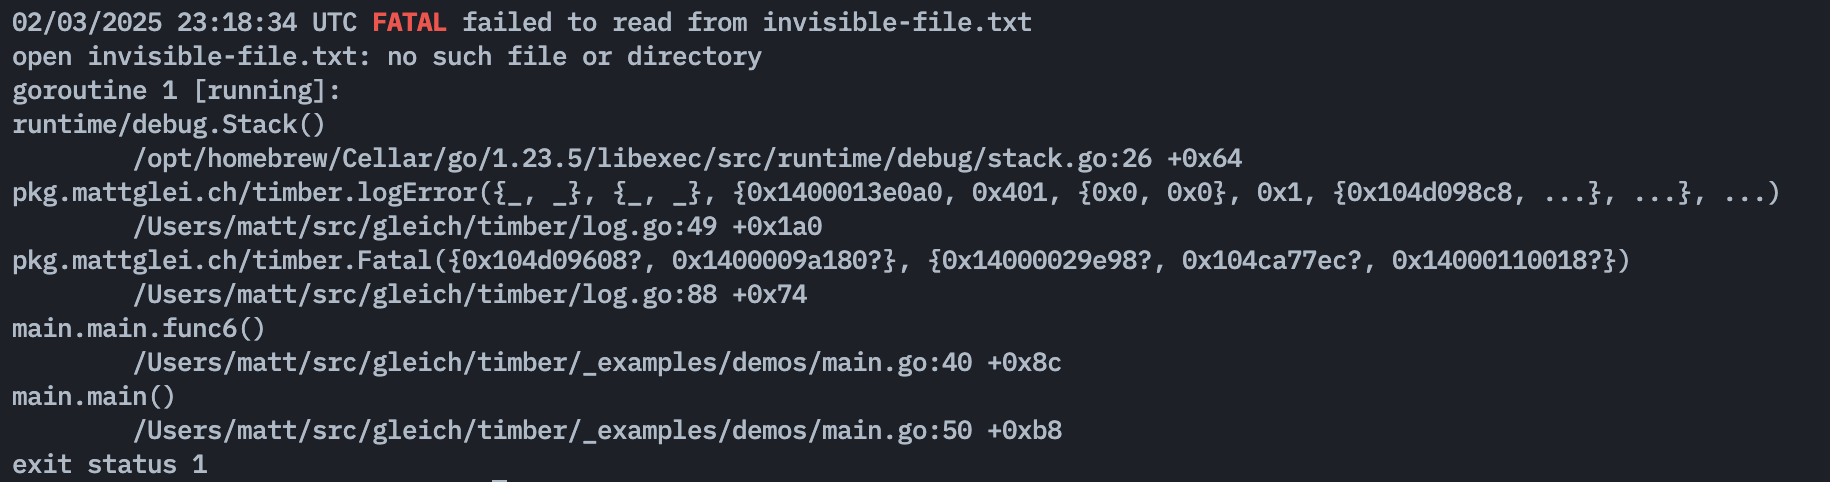 02/03/2025 23:18:34 UTC FATAL failed to read from invisible-file.txt
open invisible-file.txt: no such file or directory
goroutine 1 [running]:
runtime/debug.Stack()
        /opt/homebrew/Cellar/go/1.23.5/libexec/src/runtime/debug/stack.go:26 +0x64
pkg.mattglei.ch/timber.logError({_, _}, {_, _}, {0x1400013e0a0, 0x401, {0x0, 0x0}, 0x1, {0x104d098c8, ...}, ...}, ...)
        /Users/matt/src/gleich/timber/log.go:49 +0x1a0
pkg.mattglei.ch/timber.Fatal({0x104d09608?, 0x1400009a180?}, {0x14000029e98?, 0x104ca77ec?, 0x14000110018?})
        /Users/matt/src/gleich/timber/log.go:88 +0x74
main.main.func6()
        /Users/matt/src/gleich/timber/_examples/demos/main.go:40 +0x8c
main.main()
        /Users/matt/src/gleich/timber/_examples/demos/main.go:50 +0xb8
exit status 1